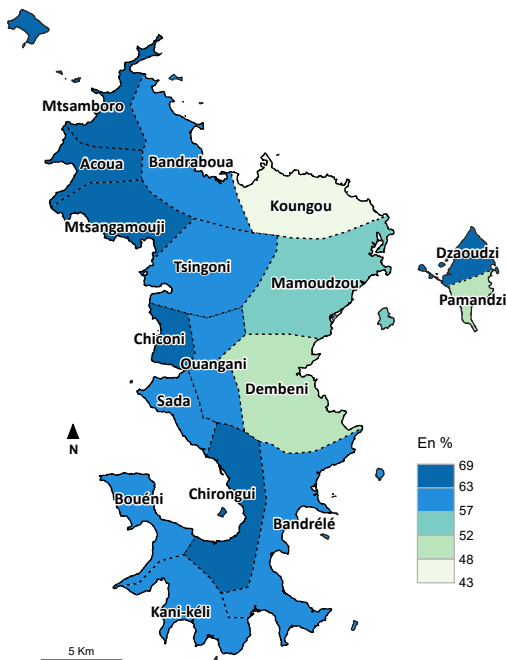 Mtsamboro
Acoua
Bandraboua
Koungou
Mtsangamouji
Dzaoudzi
Tsingoni
Mamoudzou
Pamandzi
Chiconi
Ouangani
Dembeni
Sada
N
En %
69
63
57
52
48
43
Bouéni
Chirongui
Bandrélé
Kani-kéli
5 Km